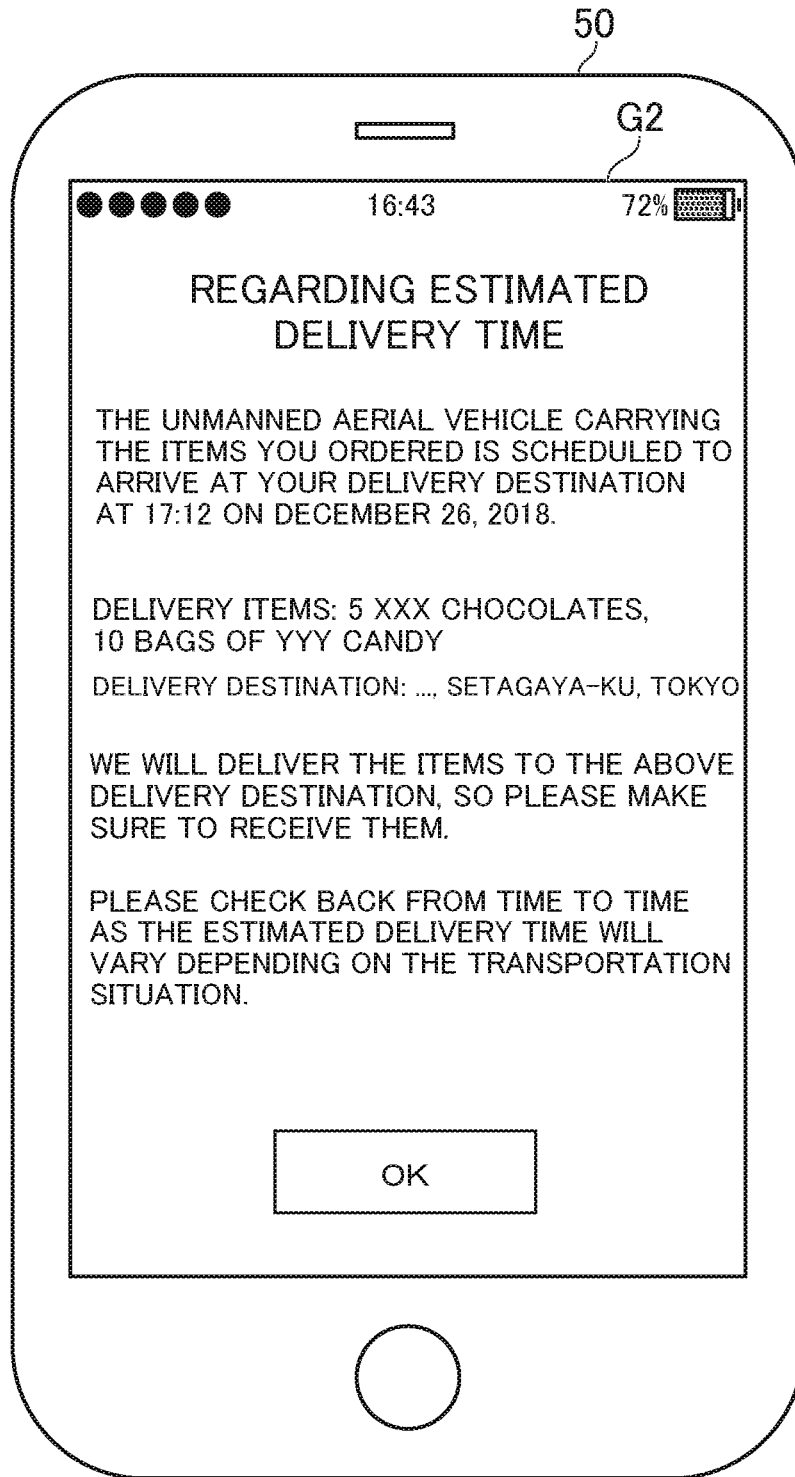 50
G2
16:43 72%
REGARDING ESTIMATED
DELIVERY TIME
THE UNMANNED AERIAL VEHICLE CARRYING
THE ITEMS YOU ORDERED IS SCHEDULED TO
ARRIVE AT YOUR DELIVERY DESTINATION
AT 17:12 ON DECEMBER 26, 2018.
DELIVERY ITEMS: 5 XXX CHOCOLATES,
10 BAGS OF YYY CANDY
DELIVERY DESTINATION: ..., SETAGAYA-KU, TOKYO
WE WILL DELIVER THE ITEMS TO THE ABOVE
DELIVERY DESTINATION, SO PLEASE MAKE
SURE TO RECEIVE THEM.
PLEASE CHECK BACK FROM TIME TO TIME
AS THE ESTIMATED DELIVERY TIME WILL
VARY DEPENDING ON THE TRANSPORTATION
SITUATION.
OK